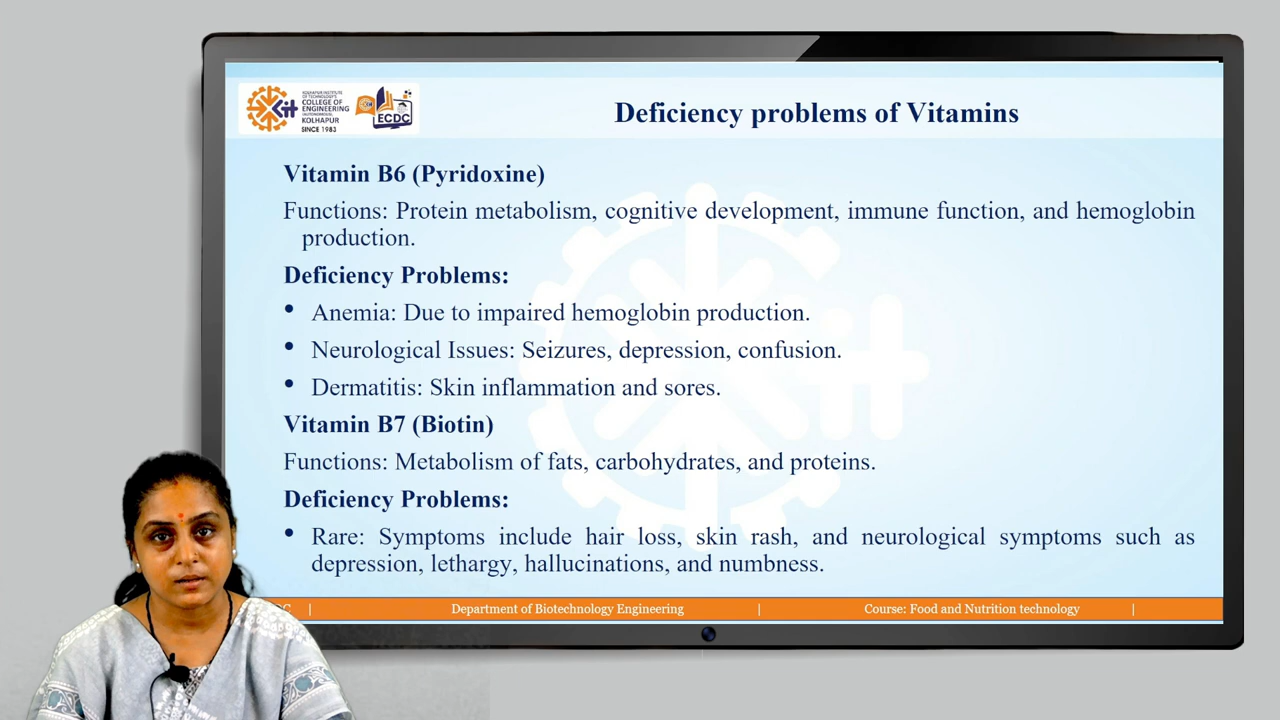 KOLHAPUR INSTITUTE
OF TECHNOLOGY'S
COLLEGE OF
ENGINEERING
(AUTONOMOUS),
KOLHAPUR
SINCE 1983
ECDC
Deficiency problems of Vitamins
Vitamin B6 (Pyridoxine)
Functions: Protein metabolism, cognitive development, immune function, and hemoglobin
production.
Deficiency Problems:
• Anemia: Due to impaired hemoglobin production.
• Neurological Issues: Seizures, depression, confusion.
• Dermatitis: Skin inflammation and sores.
Vitamin B7 (Biotin)
Functions: Metabolism of fats, carbohydrates, and proteins.
Deficiency Problems:
• Rare: Symptoms include hair loss, skin rash, and neurological symptoms such as
depression, lethargy, hallucinations, and numbness.
| Department of Biotechnology Engineering | Course: Food and Nutrition technology |